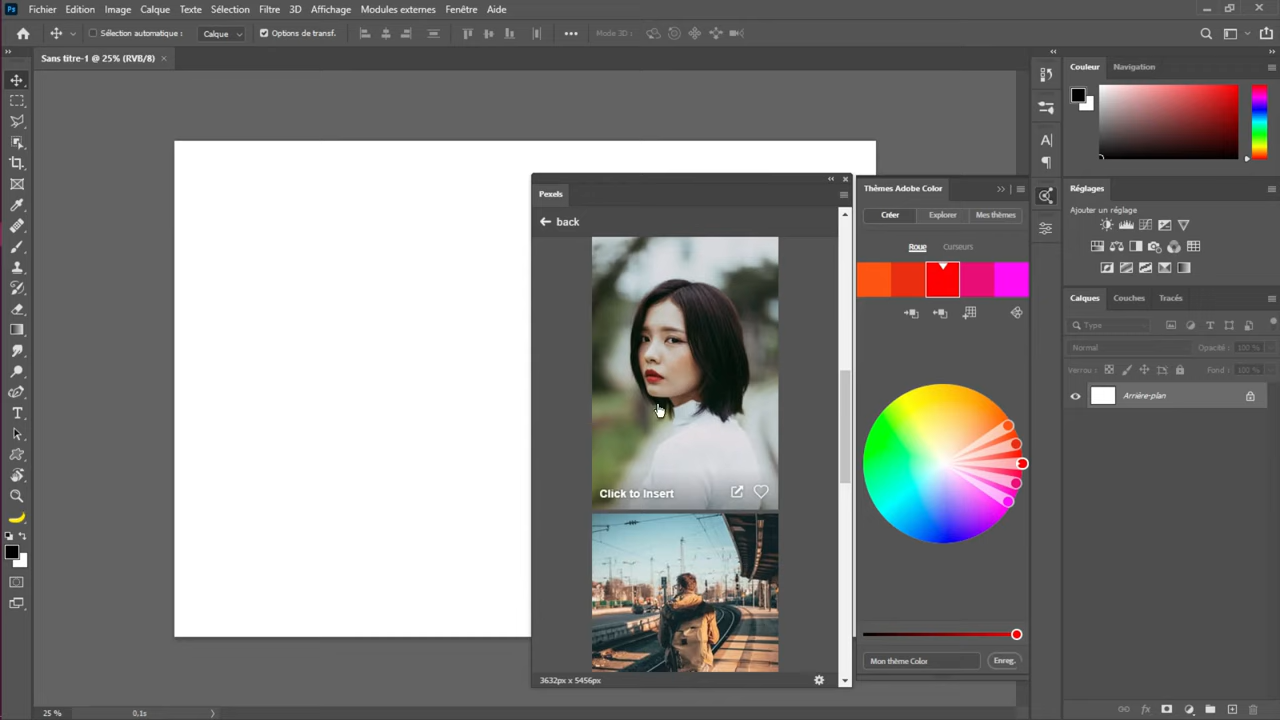 Ps Fichier Edition Image Calque Texte Sélection Filtre 3D Affichage Modules externes Fenêtre Aide
Sélection automatique : Calque Options de transf. Mode 3D :
Sans titre-1 @ 25% (RVB/8)
Couleur Navigation
Pexels
back
Click to Insert
3632px x 5456px
Thèmes Adobe Color
Créer Explorer Mes thèmes
Roue Curseurs
Mon thème Color Enreg.
Réglages
Ajouter un réglage
Calques Couches Tracés
Type
Normal Opacité : 100 %
Verrou : Fond : 100 %
Arrière-plan
25 % 0,1s